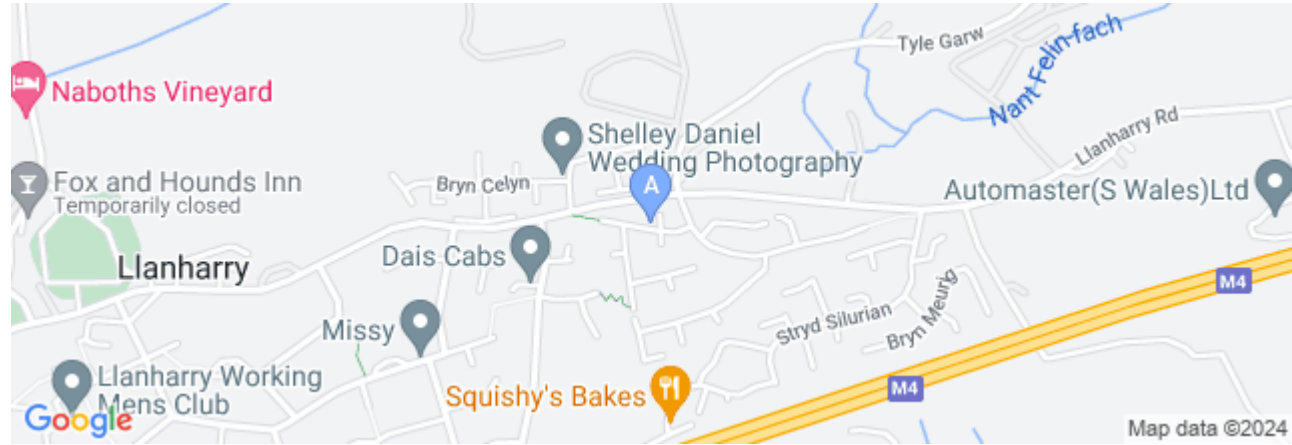 Tyle Garw
Nant Felin-fach
Naboths Vineyard
Llanharry Rd
Shelley Daniel
Wedding Photography
Bryn Celyn
A
Fox and Hounds Inn
Temporarily closed
Automaster(S Wales)Ltd
Dais Cabs
Llanharry
M4
Bryn Meurig
Stryd Silurian
Missy
Llanharry Working
Mens Club
Squishy's Bakes
M4
Google
Map data ©2024